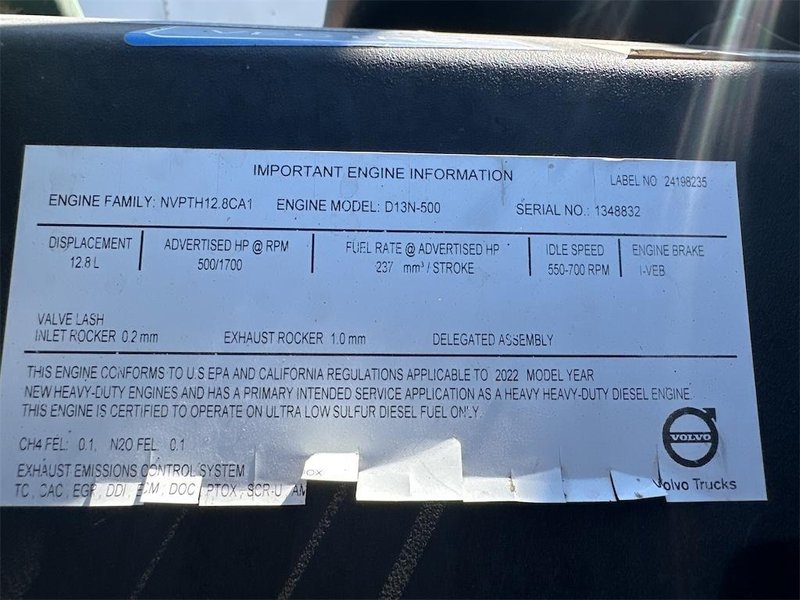 IMPORTANT ENGINE INFORMATION
LABEL NO 24198235
ENGINE FAMILY: NVPTH12.8CA1 ENGINE MODEL: D13N-500 SERIAL NO.: 1348832
DISPLACEMENT ADVERTISED HP @ RPM FUEL RATE @ ADVERTISED HP IDLE SPEED ENGINE BRAKE
12.8 L 500/1700 237 mm³ / STROKE 550-700 RPM I-VEB
VALVE LASH
INLET ROCKER 0.2 mm EXHAUST ROCKER 1.0 mm DELEGATED ASSEMBLY
THIS ENGINE CONFORMS TO U.S EPA AND CALIFORNIA REGULATIONS APPLICABLE TO 2022 MODEL YEAR
NEW HEAVY-DUTY ENGINES AND HAS A PRIMARY INTENDED SERVICE APPLICATION AS A HEAVY HEAVY-DUTY DIESEL ENGINE.
THIS ENGINE IS CERTIFIED TO OPERATE ON ULTRA LOW SULFUR DIESEL FUEL ONLY.
CH4 FEL: 0.1, N2O FEL: 0.1
EXHAUST EMISSIONS CONTROL SYSTEM
TC, CAC, EGR, DDI, ECM, DOC, PTOX, SCR-U, AM
OX
VOLVO
Volvo Trucks